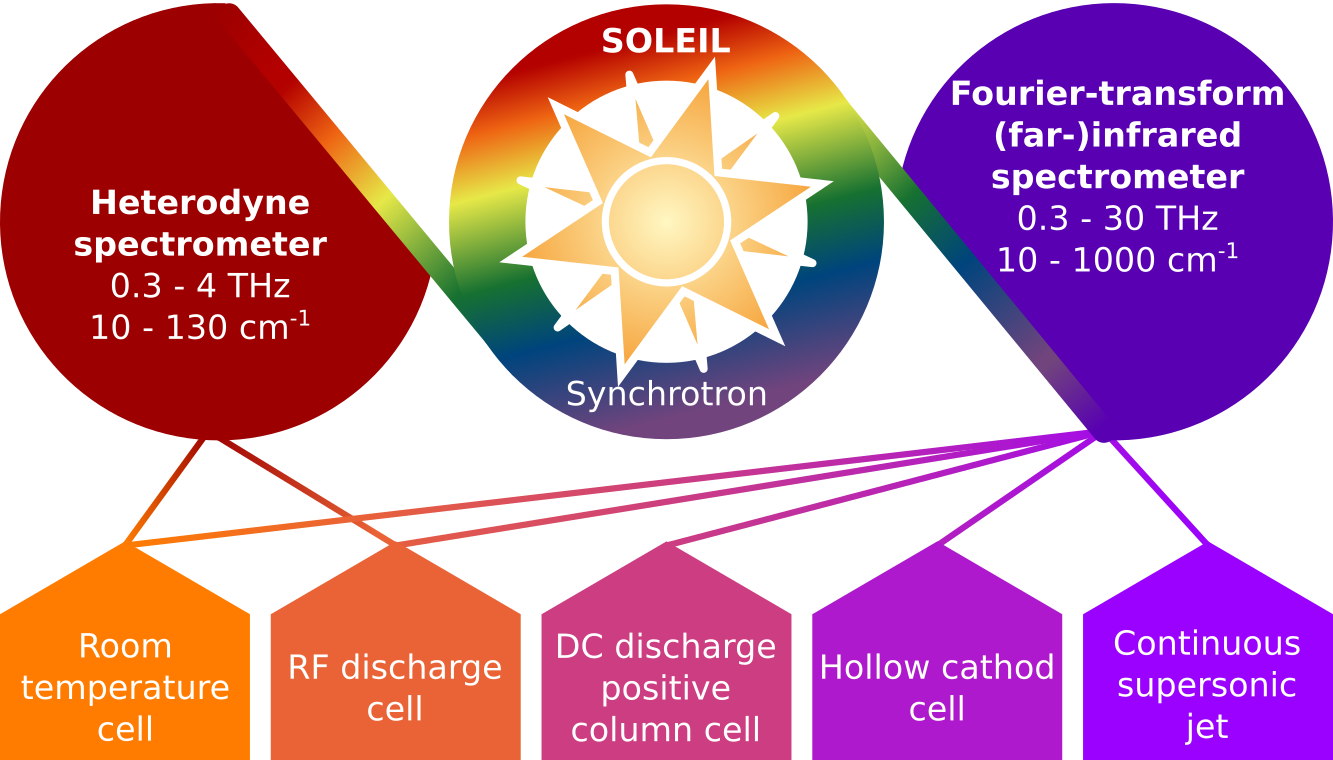 SOLEIL
Synchrotron
Heterodyne
spectrometer
0.3 - 4 THz
10 - 130 cm⁻¹
Fourier-transform
(far-)infrared
spectrometer
0.3 - 30 THz
10 - 1000 cm⁻¹
Room
temperature
cell
RF discharge
cell
DC discharge
positive
column cell
Hollow cathod
cell
Continuous
supersonic
jet